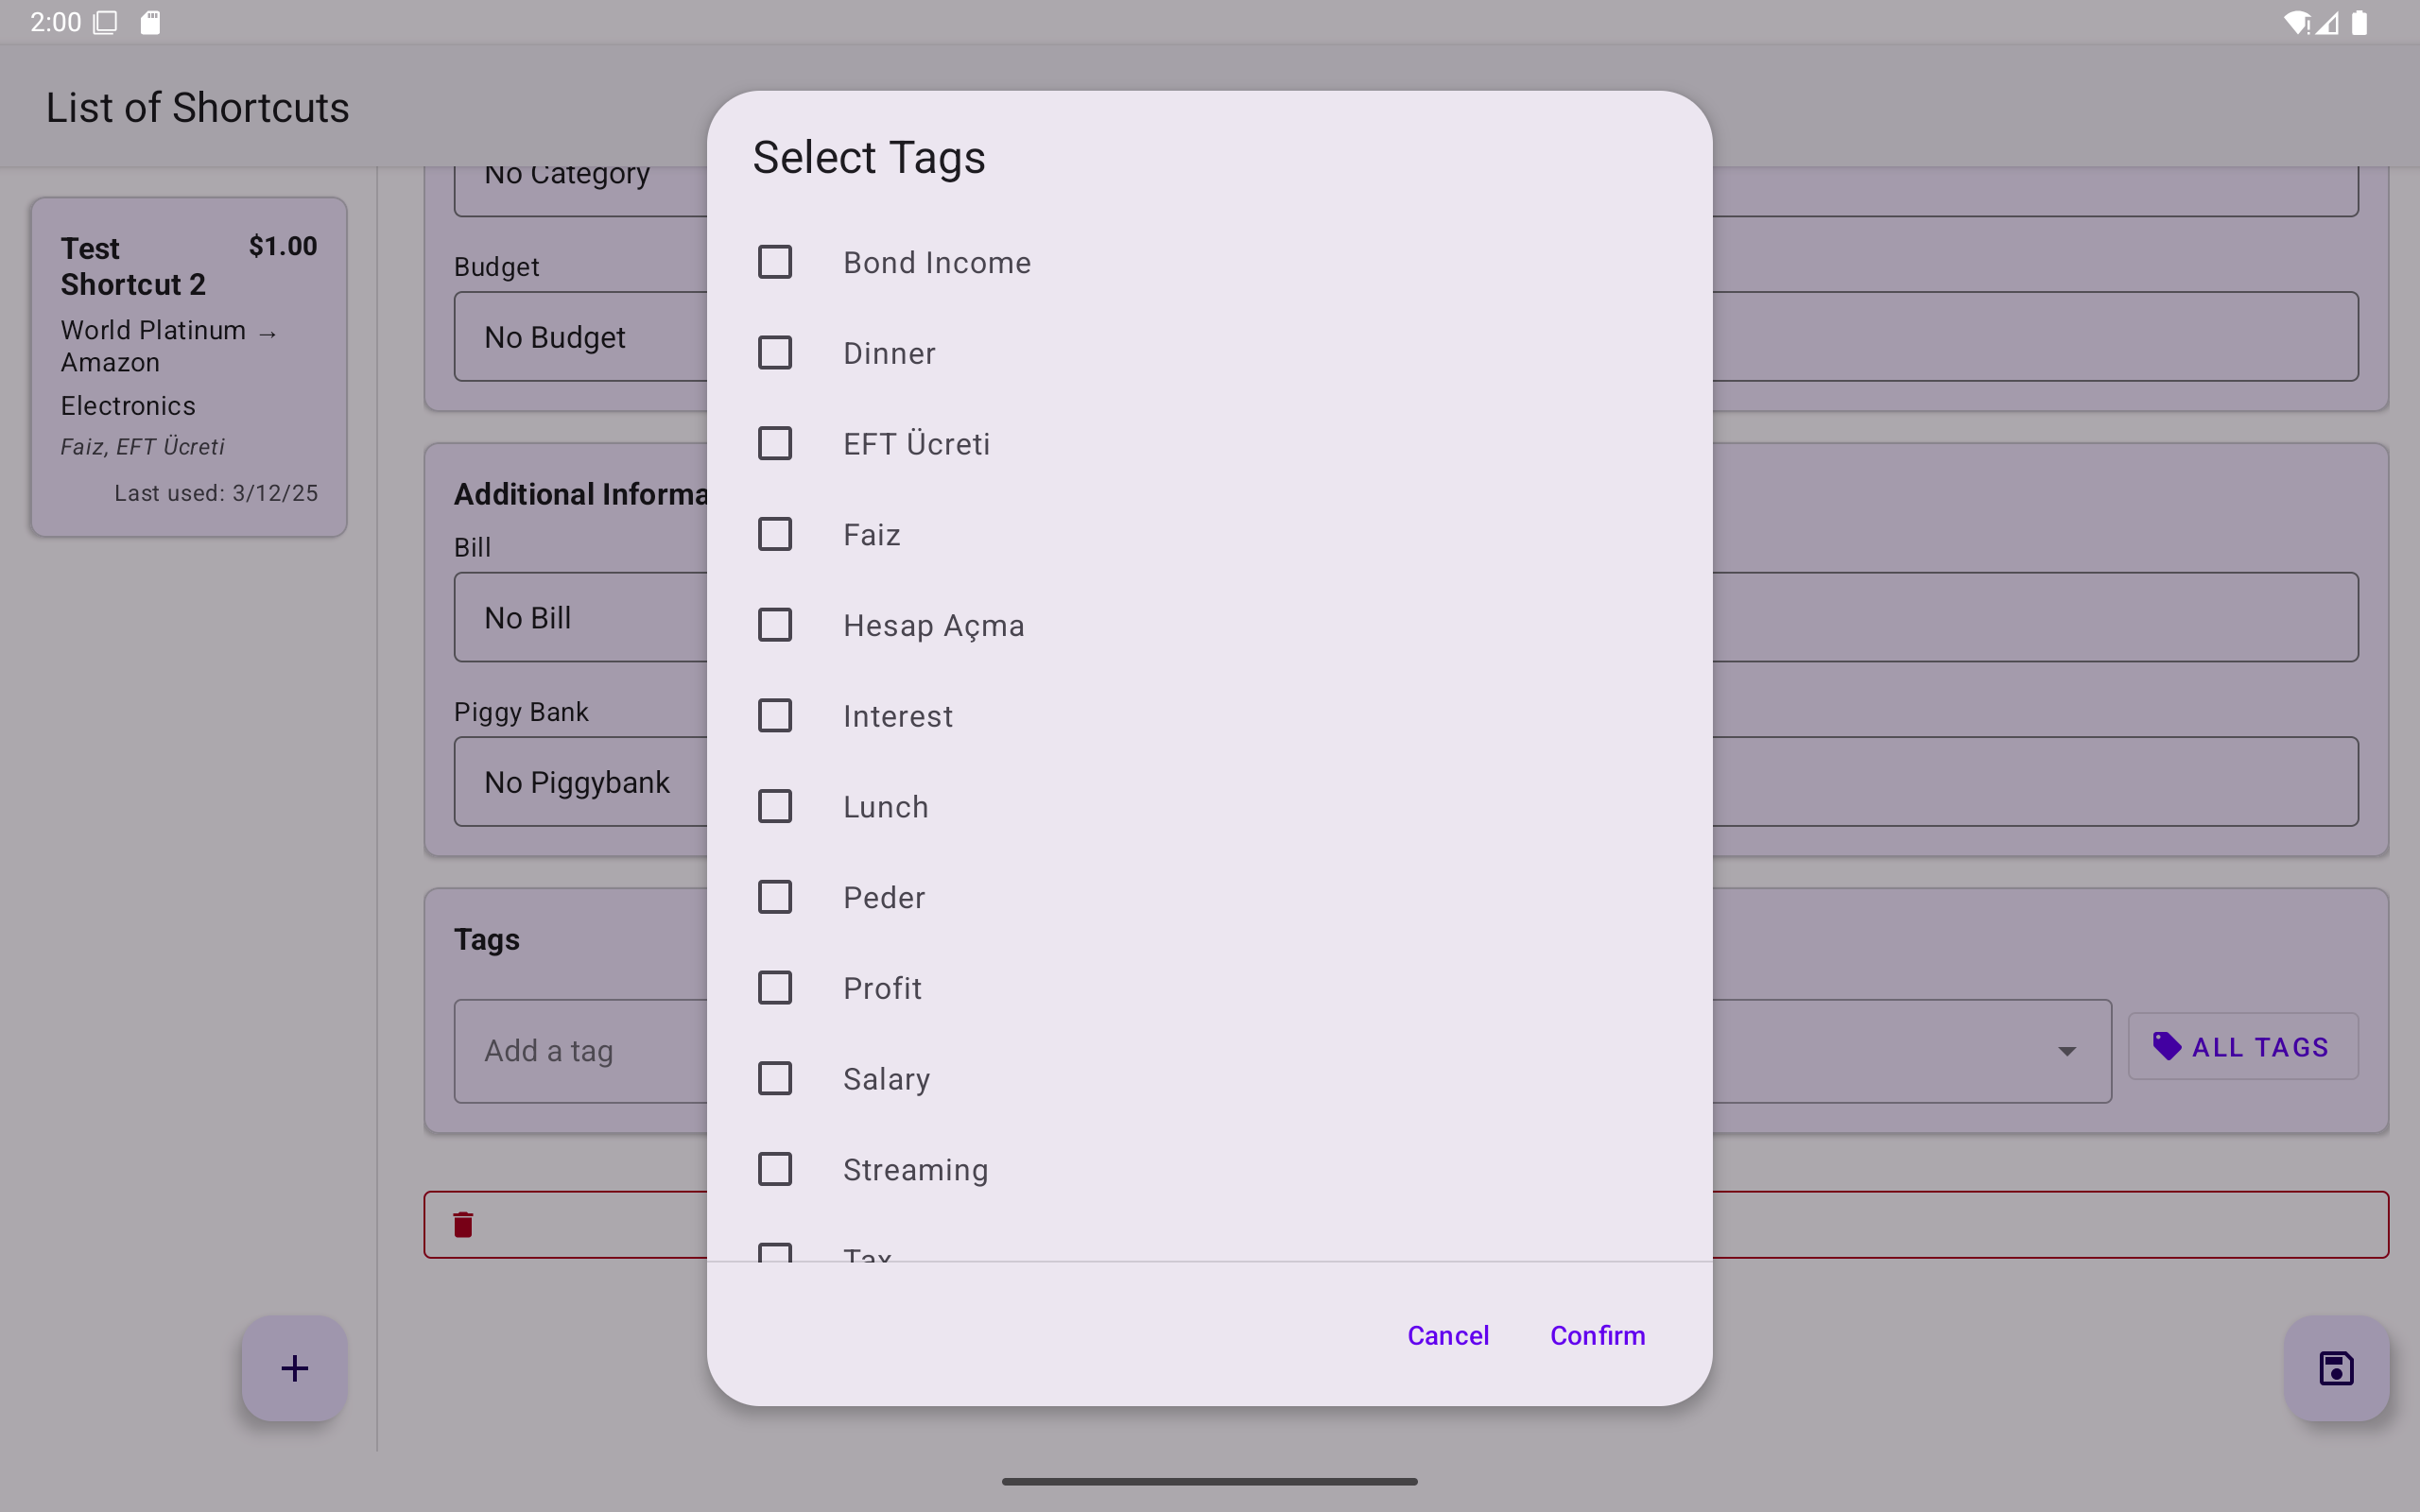 2:00
List of Shortcuts
Test Shortcut 2
$1.00
World Platinum →
Amazon
Electronics
Faiz, EFT Ücreti
Last used: 3/12/25
No Category
Budget
No Budget
Additional Informa
Bill
No Bill
Piggy Bank
No Piggybank
Tags
Add a tag
ALL TAGS
Select Tags
Bond Income
Dinner
EFT Ücreti
Faiz
Hesap Açma
Interest
Lunch
Peder
Profit
Salary
Streaming
Tax
Cancel
Confirm